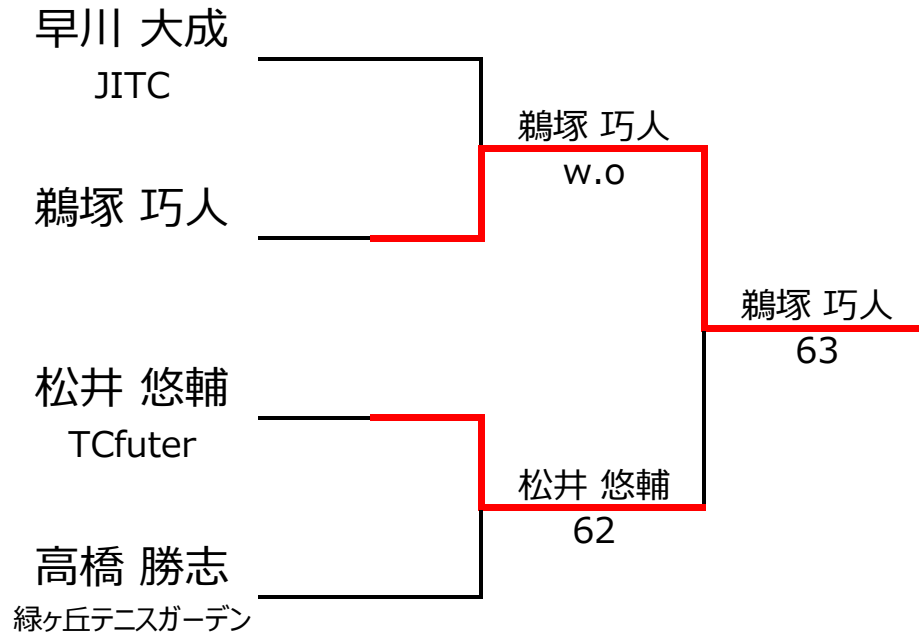 早川 大成
JITC
鵜塚 巧人
w.o
鵜塚 巧人
鵜塚 巧人
63
松井 悠輔
TCfuter
松井 悠輔
62
高橋 勝志
緑ヶ丘テニスガーデン